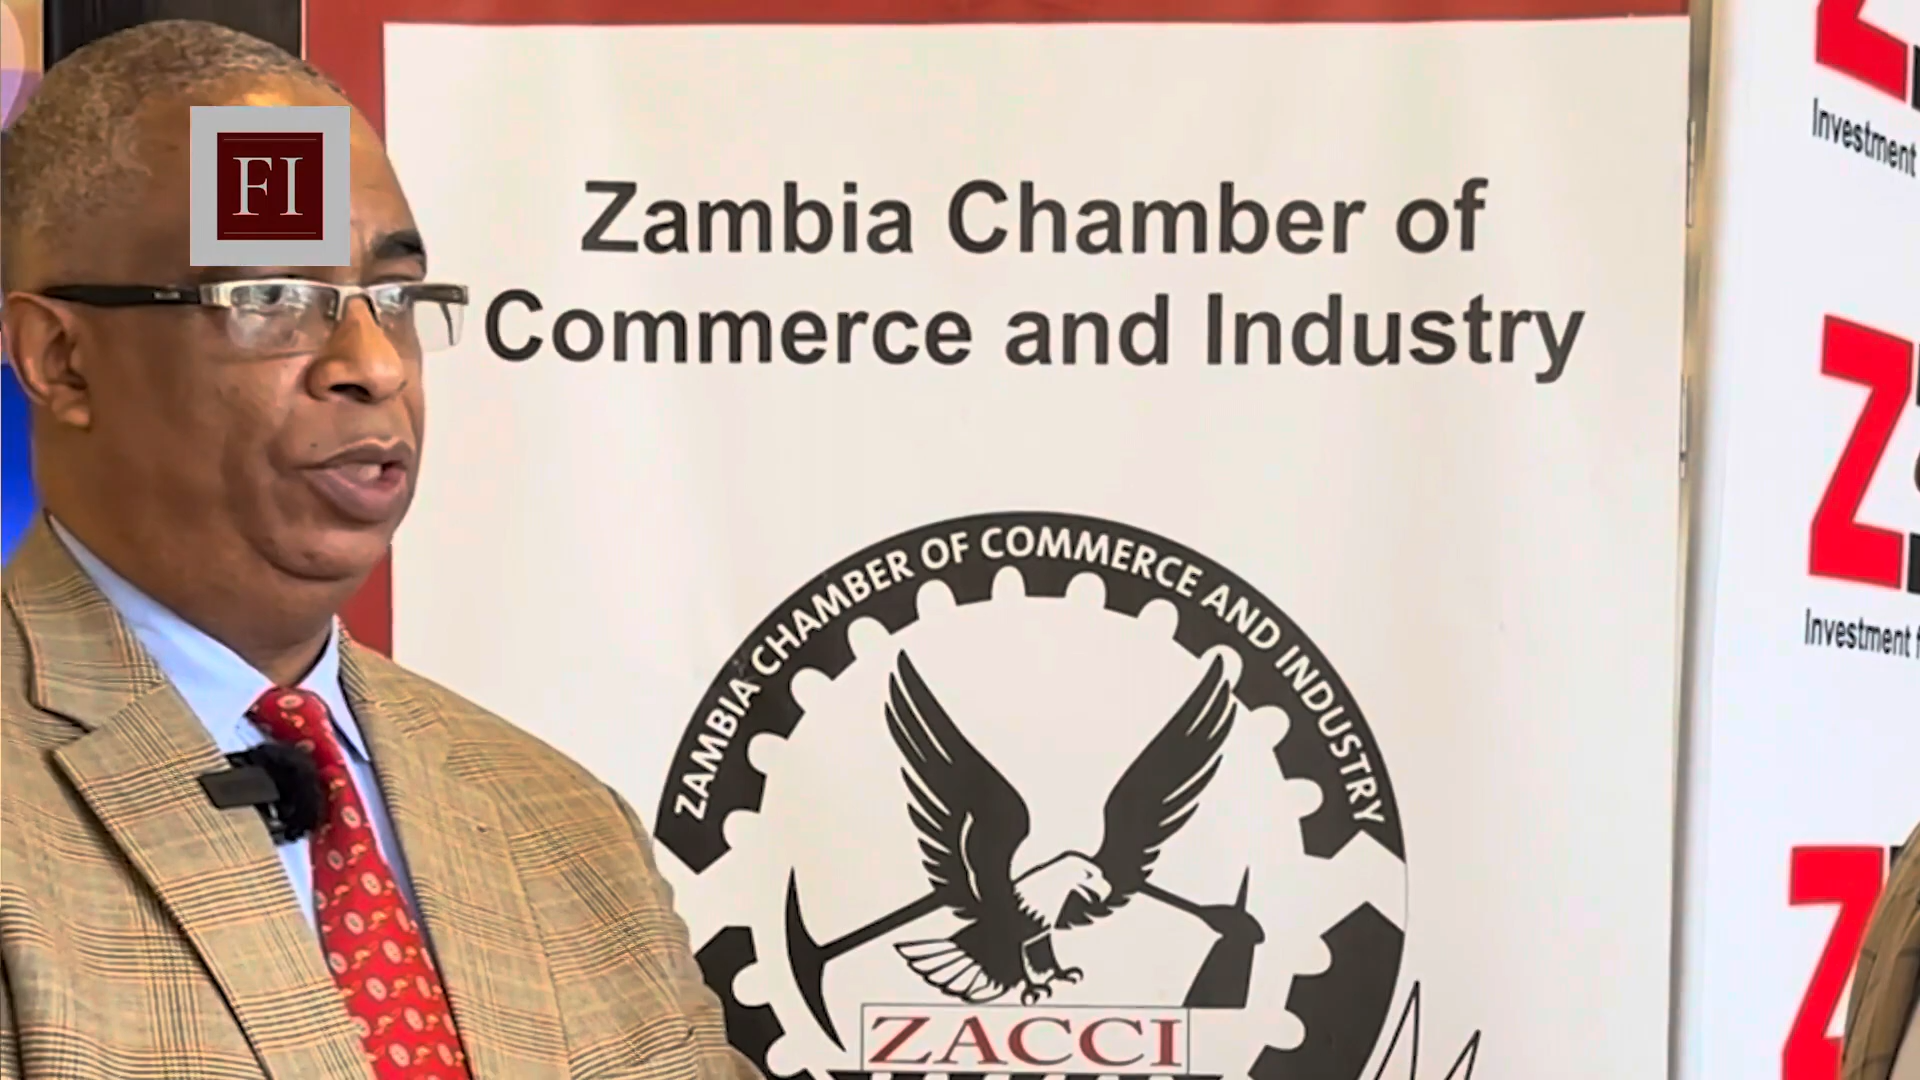 FI
Zambia Chamber of
Commerce and Industry
ZAMBIA CHAMBER OF COMMERCE AND INDUSTRY
ZACCI
Investment
Investment